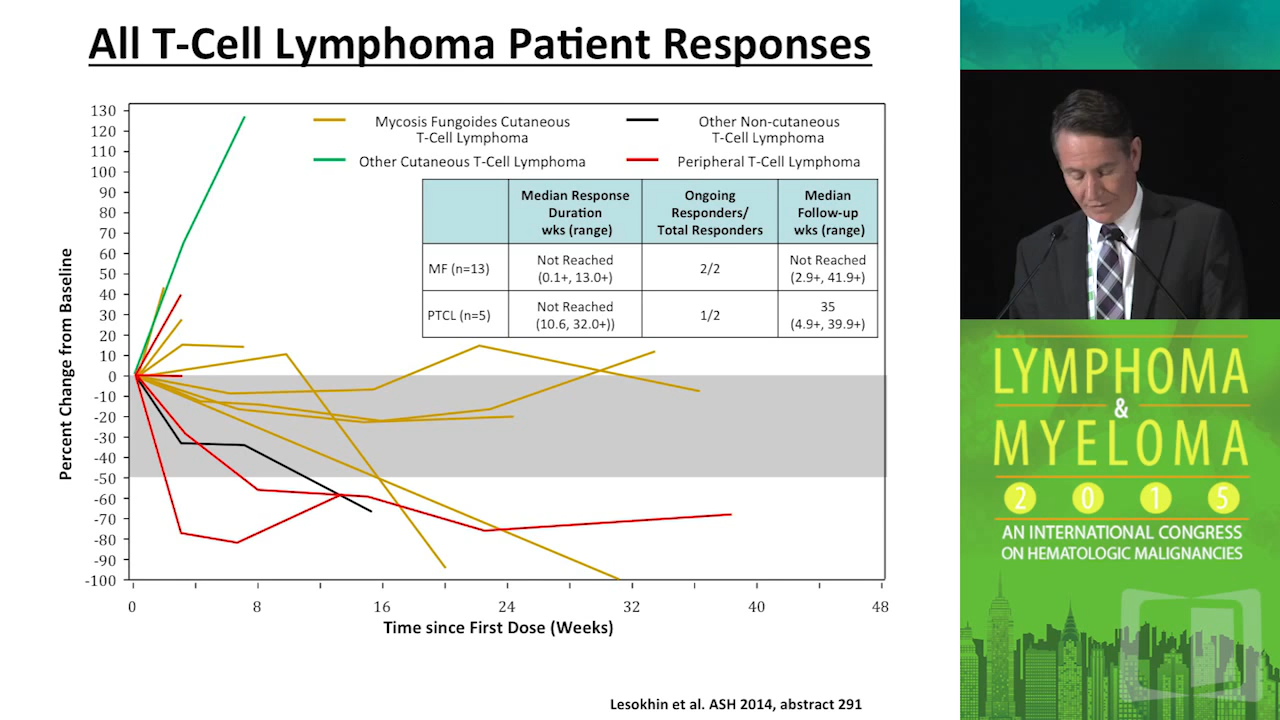 All T-Cell Lymphoma Patient Responses
Percent Change from Baseline
130
120
110
100
90
80
70
60
50
40
30
20
10
0
-10
-20
-30
-40
-50
-60
-70
-80
-90
-100
Mycosis Fungoides Cutaneous
T-Cell Lymphoma
Other Non-cutaneous
T-Cell Lymphoma
Other Cutaneous T-Cell Lymphoma
Peripheral T-Cell Lymphoma
Median Response
Duration
wks (range)
Ongoing
Responders/
Total Responders
Median
Follow-up
wks (range)
MF (n=13)
Not Reached
(0.1+, 13.0+)
2/2
Not Reached
(2.9+, 41.9+)
PTCL (n=5)
Not Reached
(10.6, 32.0+))
1/2
35
(4.9+, 39.9+)
0 8 16 24 32 40 48
Time since First Dose (Weeks)
Lesokhin et al. ASH 2014, abstract 291
LYMPHOMA
&
MYELOMA
2 0 1 5
AN INTERNATIONAL CONGRESS
ON HEMATOLOGIC MALIGNANCIES